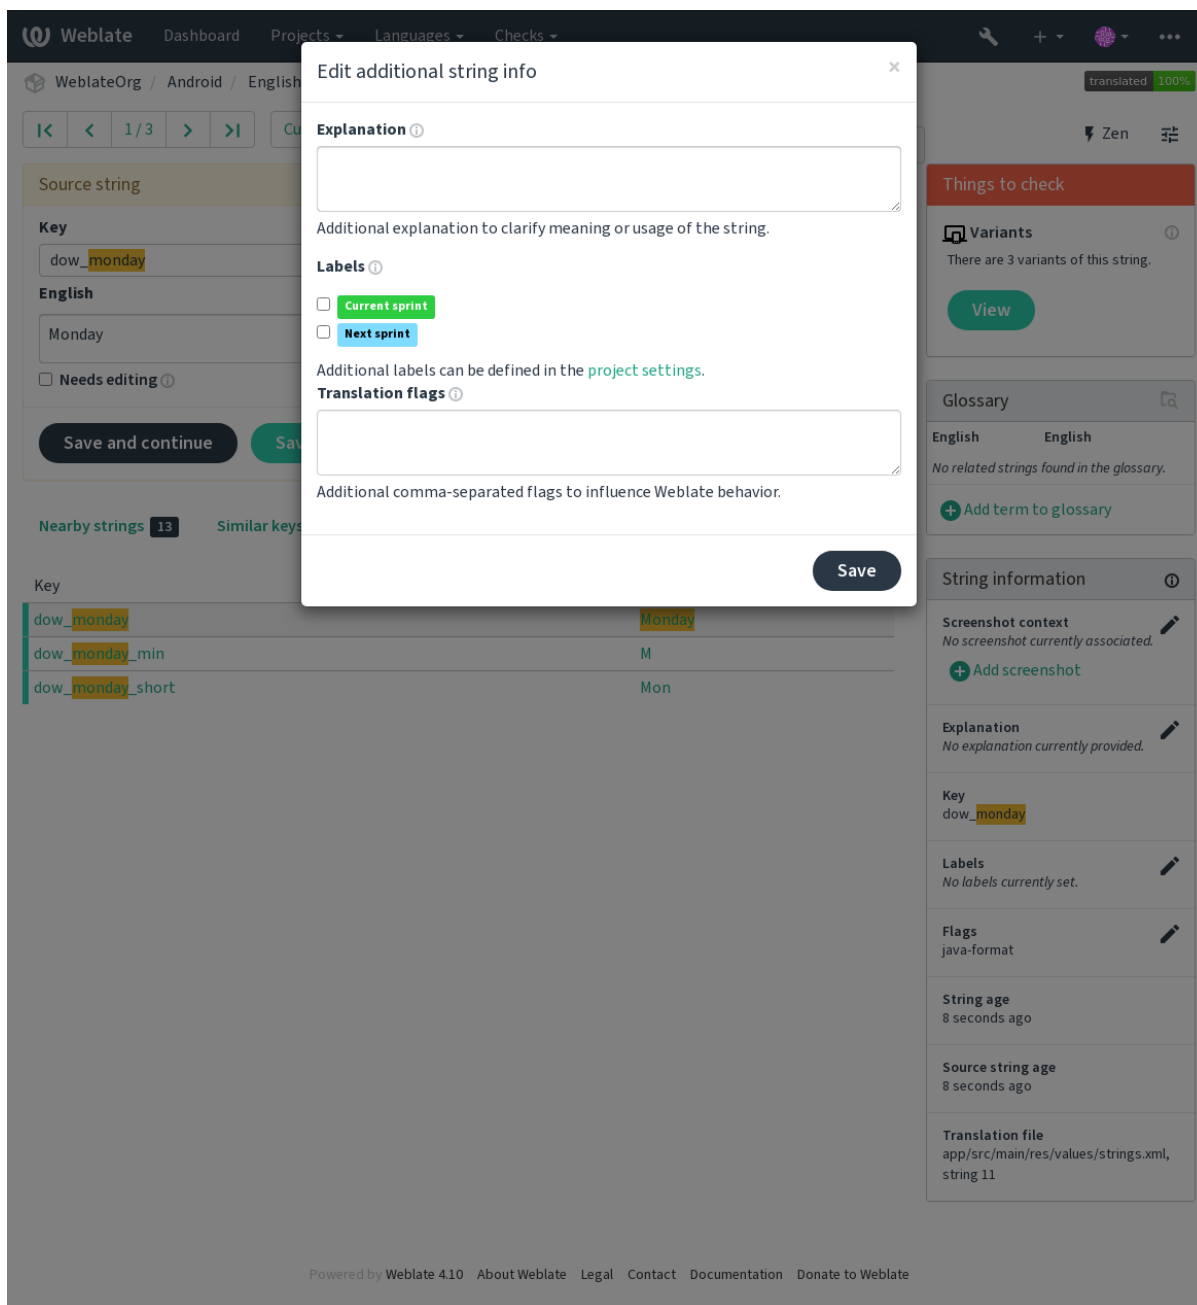 Weblate Dashboard Projects Languages Checks
WeblateOrg / Android / English
translated 100%
1 / 3
Zen
Edit additional string info
×
Explanation
Additional explanation to clarify meaning or usage of the string.
Labels
Current sprint
Next sprint
Additional labels can be defined in the project settings.
Translation flags
Additional comma-separated flags to influence Weblate behavior.
Save
Source string
Key
dow_monday
English
Monday
Needs editing
Save and continue
Nearby strings 13 Similar keys
Key
dow_monday Monday
dow_monday_min M
dow_monday_short Mon
Things to check
Variants
There are 3 variants of this string.
View
Glossary
English English
No related strings found in the glossary.
Add term to glossary
String information
Screenshot context
No screenshot currently associated.
Add screenshot
Explanation
No explanation currently provided.
Key
dow_monday
Labels
No labels currently set.
Flags
java-format
String age
8 seconds ago
Source string age
8 seconds ago
Translation file
app/src/main/res/values/strings.xml,
string 11
Powered by Weblate 4.10 About Weblate Legal Contact Documentation Donate to Weblate